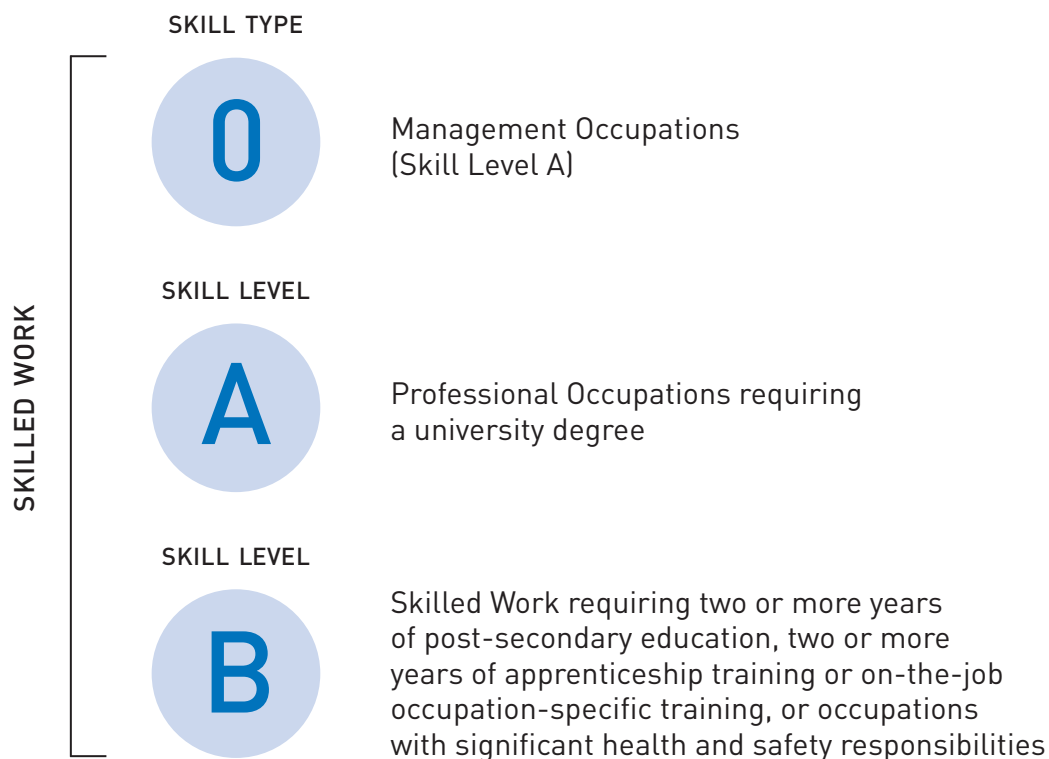 SKILL TYPE
0
Management Occupations
(Skill Level A)
SKILL LEVEL
A
Professional Occupations requiring
a university degree
SKILLED WORK
SKILL LEVEL
B
Skilled Work requiring two or more years
of post-secondary education, two or more
years of apprenticeship training or on-the-job
occupation-specific training, or occupations
with significant health and safety responsibilities